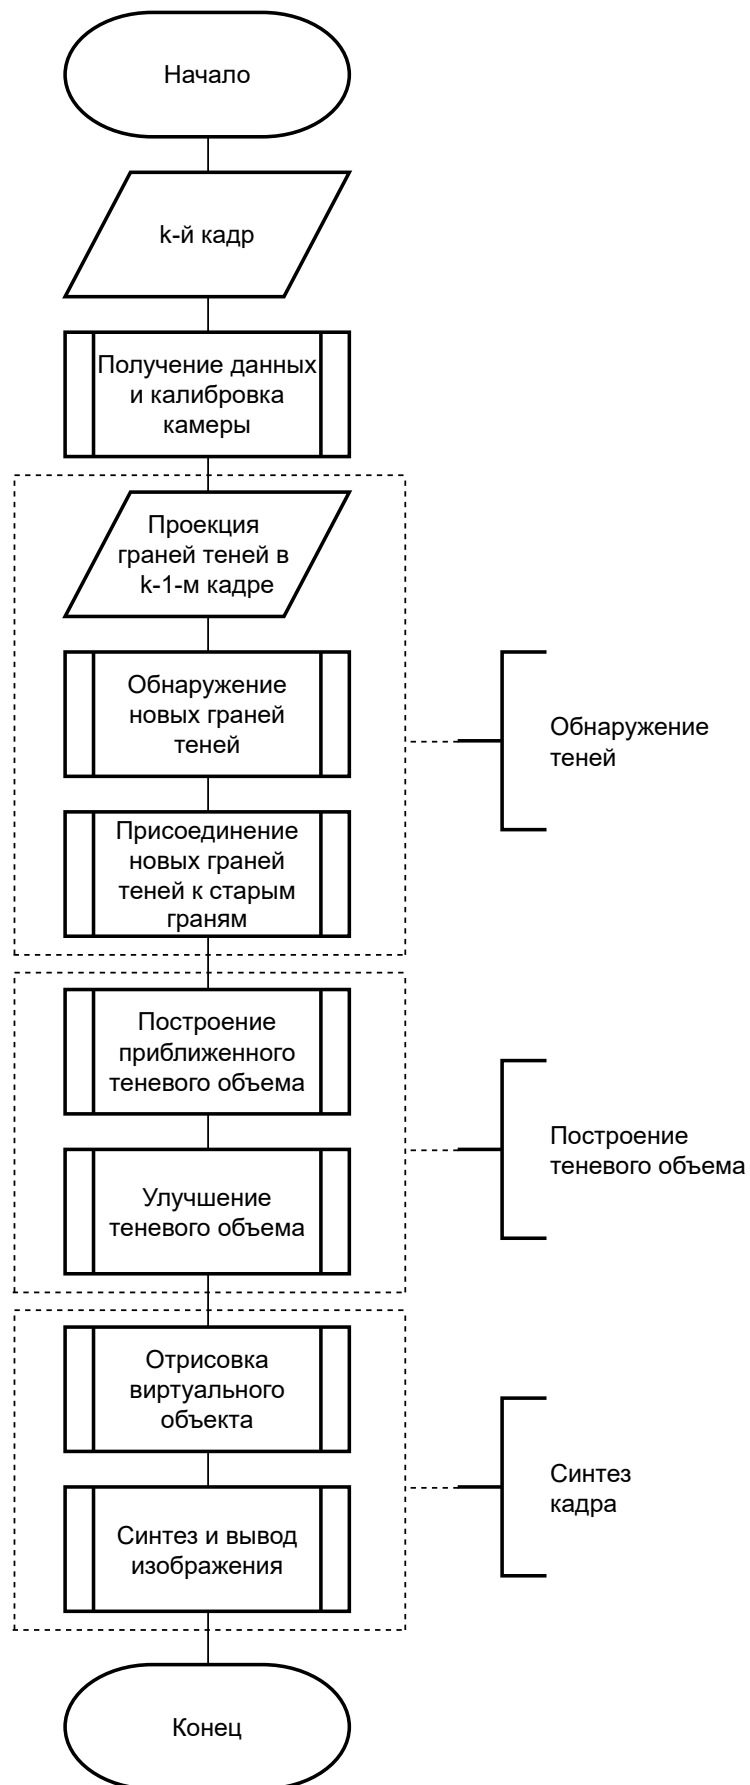 Начало
k-й кадр
Получение данных
и калибровка
камеры
Проекция
граней теней в
k-1-м кадре
Обнаружение
новых граней
теней
Обнаружение
теней
Присоединение
новых граней
теней к старым
граням
Построение
приближенного
теневого объема
Построение
теневого объема
Улучшение
теневого объема
Отрисовка
виртуального
объекта
Синтез
кадра
Синтез и вывод
изображения
Конец